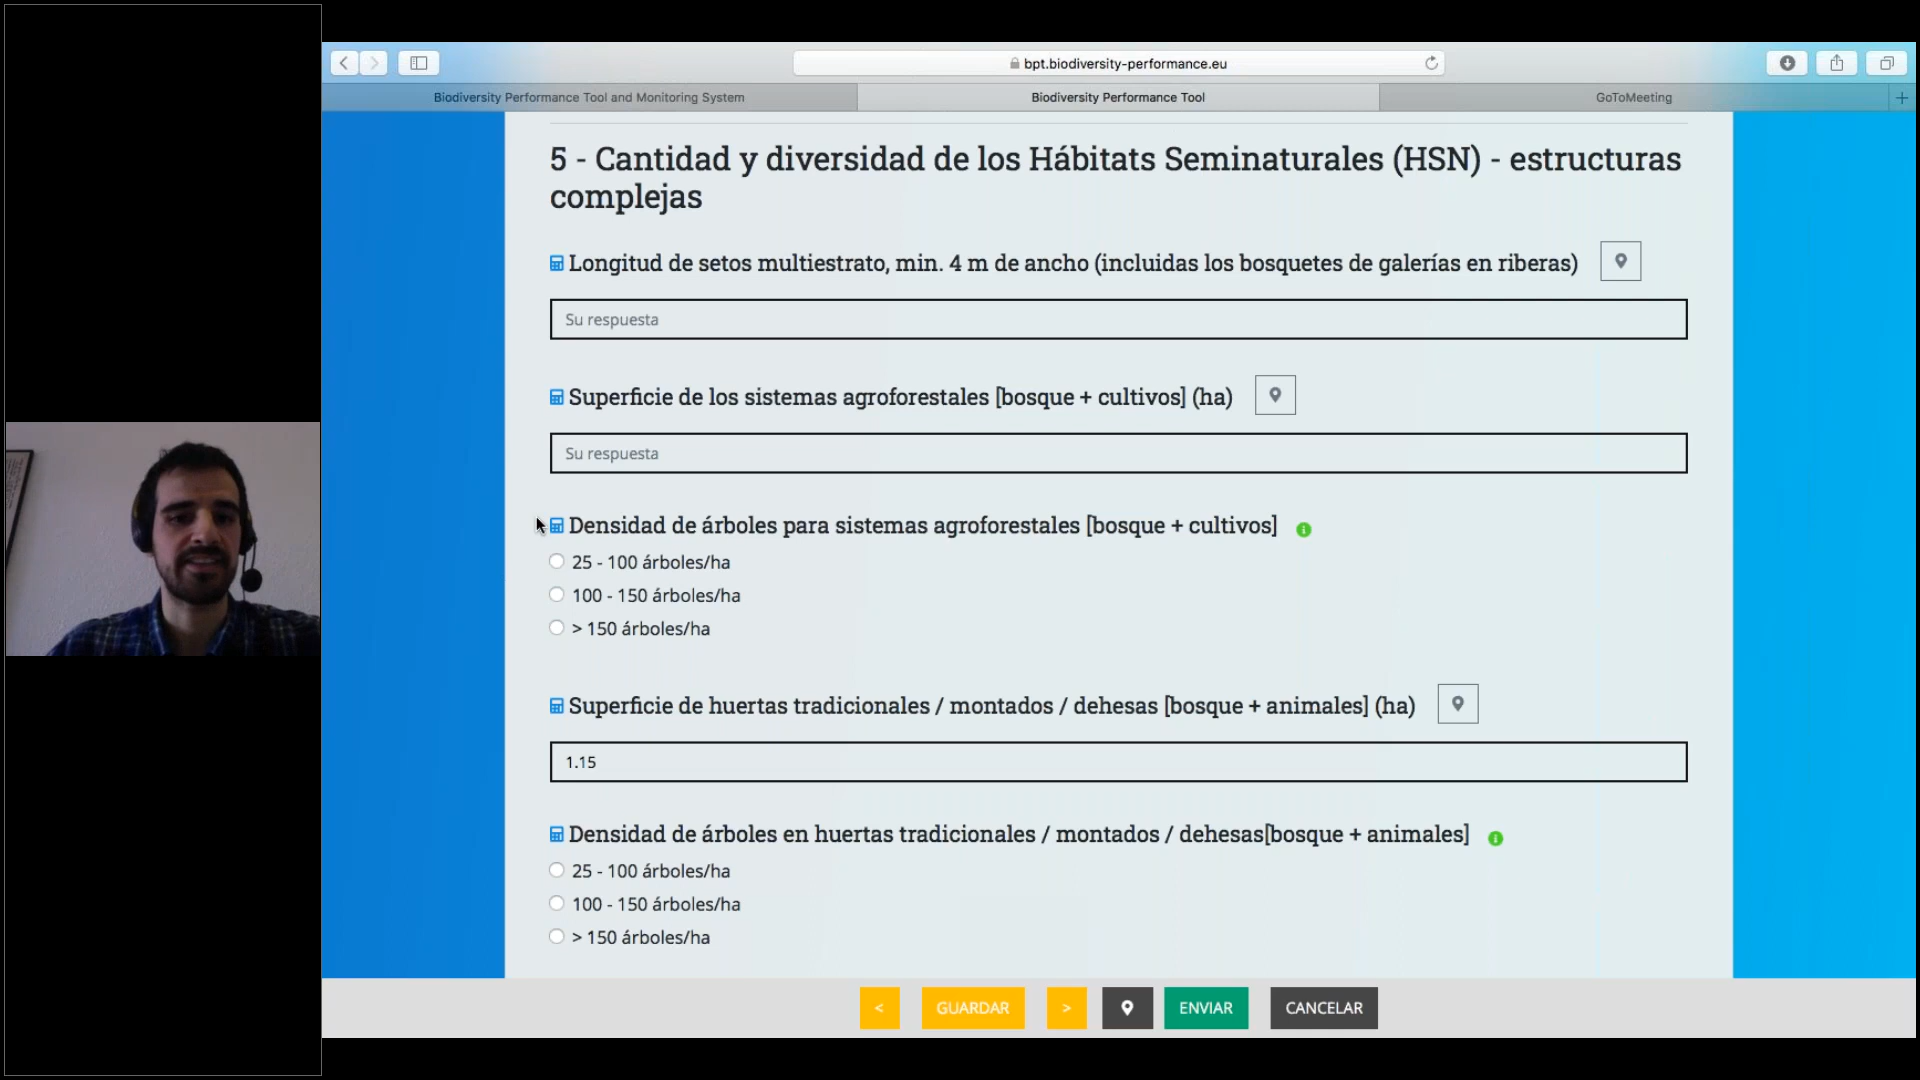 bpt.biodiversity-performance.eu
Biodiversity Performance Tool and Monitoring System
Biodiversity Performance Tool
GoToMeeting
5 - Cantidad y diversidad de los Hábitats Seminaturales (HSN) - estructuras
complejas
Longitud de setos multiestrato, min. 4 m de ancho (incluidas los bosquetes de galerías en riberas)
Su respuesta
Superficie de los sistemas agroforestales [bosque + cultivos] (ha)
Su respuesta
Densidad de árboles para sistemas agroforestales [bosque + cultivos]
25 - 100 árboles/ha
100 - 150 árboles/ha
> 150 árboles/ha
Superficie de huertas tradicionales / montados / dehesas [bosque + animales] (ha)
1.15
Densidad de árboles en huertas tradicionales / montados / dehesas[bosque + animales]
25 - 100 árboles/ha
100 - 150 árboles/ha
> 150 árboles/ha
< GUARDAR > ENVIAR CANCELAR